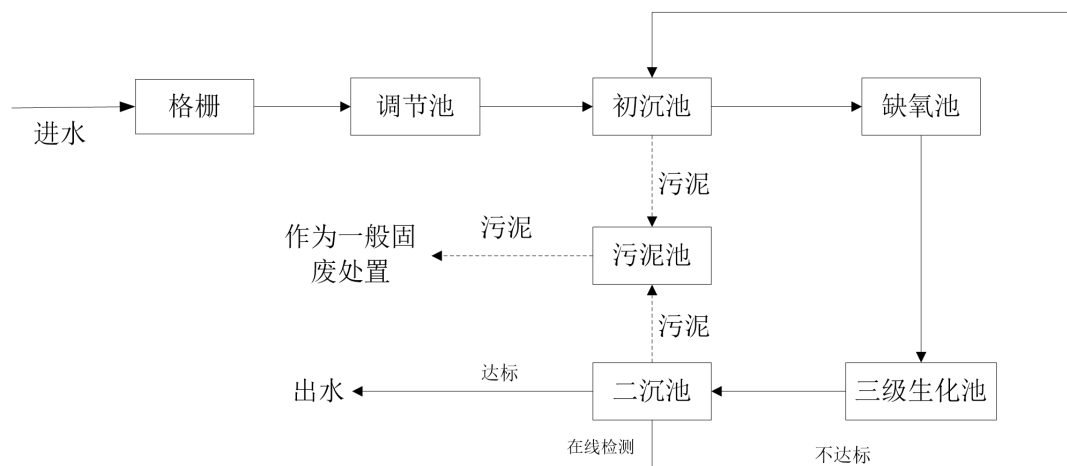 格栅
调节池
初沉池
缺氧池
进水
污泥
作为一般固
废处置
污泥
污泥池
污泥
出水
达标
二沉池
三级生化池
在线检测
不达标